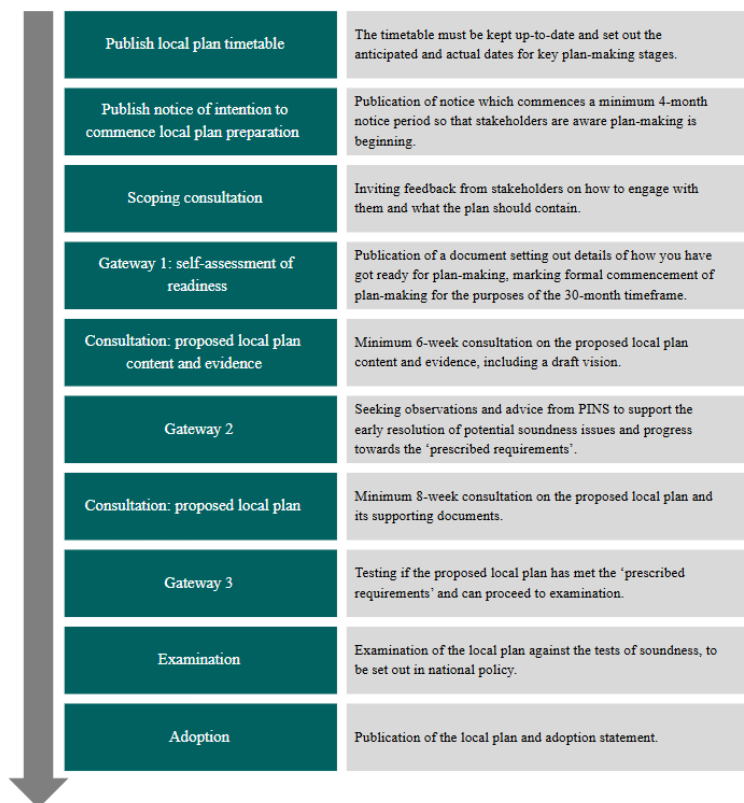 Publish local plan timetable
The timetable must be kept up-to-date and set out the
anticipated and actual dates for key plan-making stages.
Publish notice of intention to
commence local plan preparation
Publication of notice which commences a minimum 4-month
notice period so that stakeholders are aware plan-making is
beginning.
Scoping consultation
Inviting feedback from stakeholders on how to engage with
them and what the plan should contain.
Gateway 1: self-assessment of
readiness
Publication of a document setting out details of how you have
got ready for plan-making, marking formal commencement of
plan-making for the purposes of the 30-month timeframe.
Consultation: proposed local plan
content and evidence
Minimum 6-week consultation on the proposed local plan
content and evidence, including a draft vision.
Gateway 2
Seeking observations and advice from PINS to support the
early resolution of potential soundness issues and progress
towards the ‘prescribed requirements’.
Consultation: proposed local plan
Minimum 8-week consultation on the proposed local plan and
its supporting documents.
Gateway 3
Testing if the proposed local plan has met the ‘prescribed
requirements’ and can proceed to examination.
Examination
Examination of the local plan against the tests of soundness, to
be set out in national policy.
Adoption
Publication of the local plan and adoption statement.